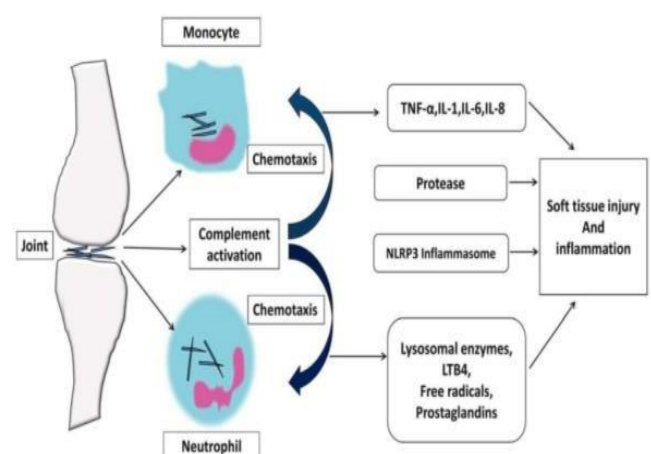 Monocyte
TNF-α,IL-1,IL-6,IL-8
Chemotaxis
Protease
Joint
Complement
activation
Soft tissue injury
And
inflammation
NLRP3 Inflammasome
Chemotaxis
Lysosomal enzymes,
LTB4,
Free radicals,
Prostaglandins
Neutrophil